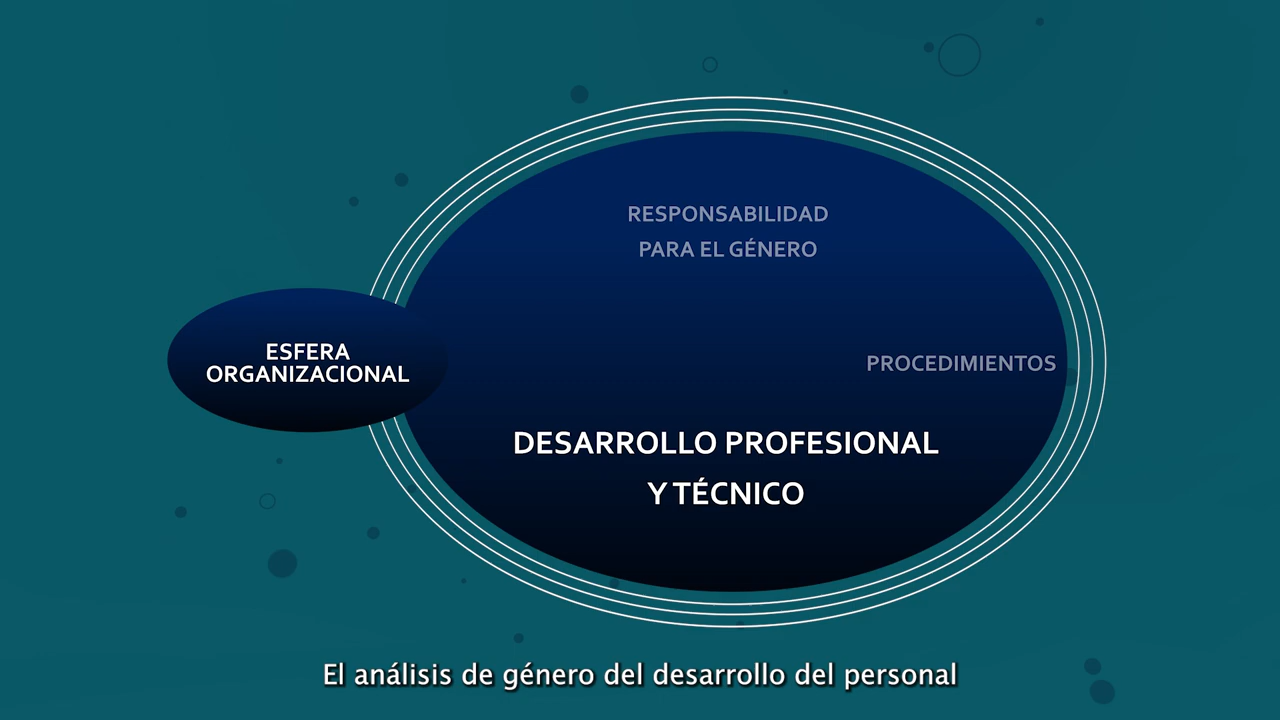 RESPONSABILIDAD
PARA EL GÉNERO
ESFERA
ORGANIZACIONAL
PROCEDIMIENTOS
DESARROLLO PROFESIONAL
Y TÉCNICO
El análisis de género del desarrollo del personal